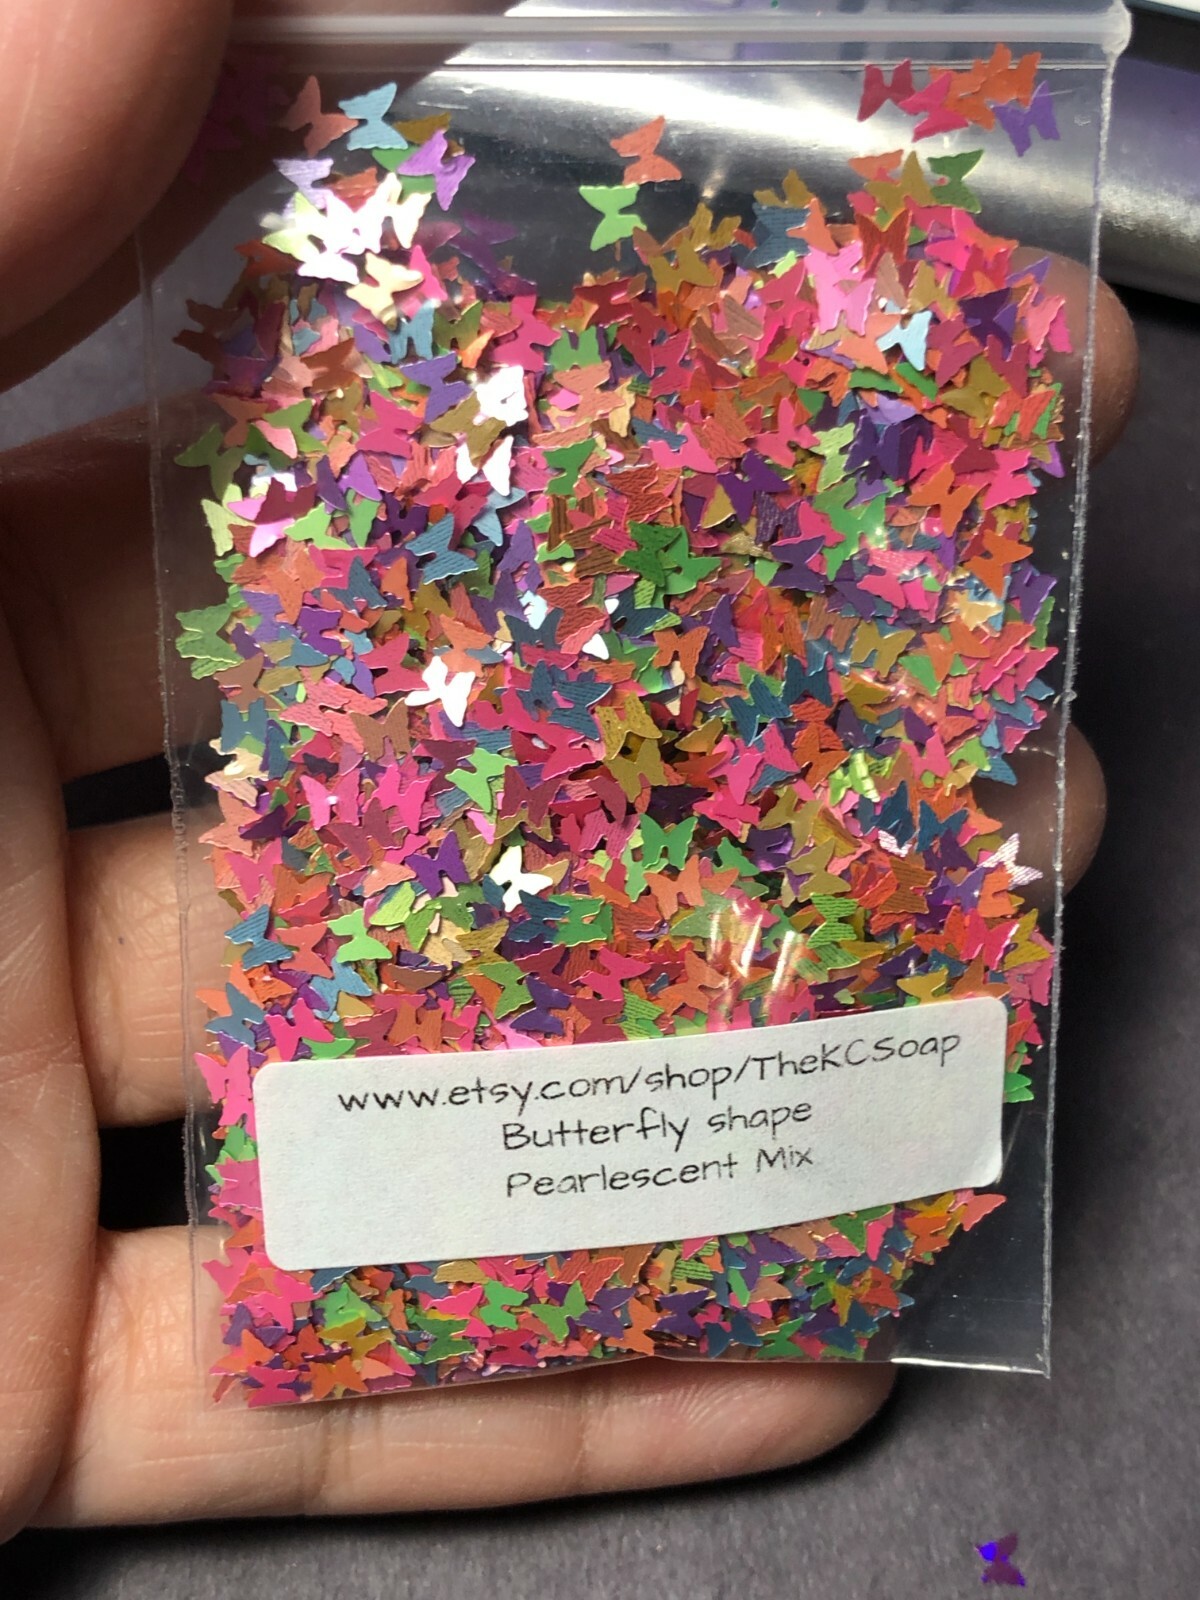 www.etsy.com/shop/TheKCSoap
Butterfly shape
Pearlescent Mix